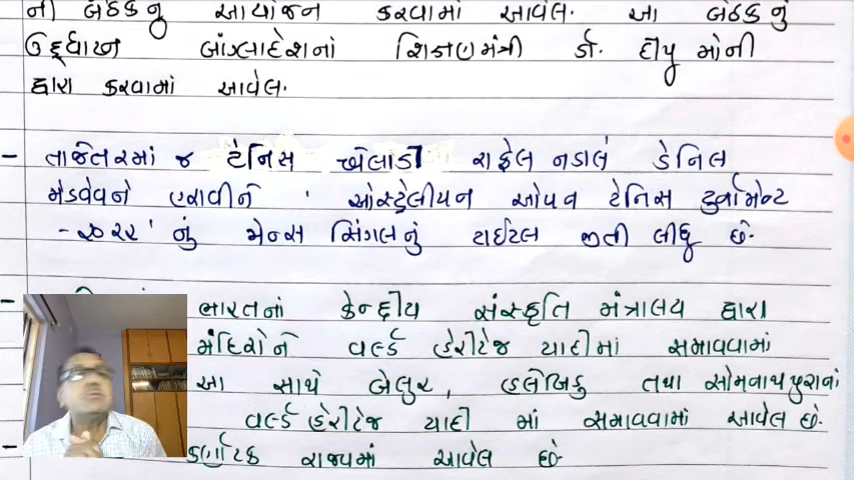 ની બેઠકનું આયોજન કરવામાં આવેલ. આ બેઠકનું
ઉદ્દઘાટન બાંગ્લાદેશનાં શિક્ષણમંત્રી ડૉ. દીપુ મોની
દ્વારા કરવામાં આવેલ.
- તાજેતરમાં જ ટેનિસ ખેલાડી રાફેલ નડાલે ડેનિલ
મેડવેવને હરાવીને ' ઓસ્ટ્રેલીયન ઓપન ટેનિસ ટુર્નામેન્ટ
- ૨૦૨૨' નું મેન્સ સિંગલનું ટાઈટલ જીતી લીધુ છે.
- ભારતનાં કેન્દ્રીય સંસ્કૃતિ મંત્રાલય દ્વારા
મંદિરોને વર્લ્ડ હેરીટેજ યાદીમાં સમાવવામાં
આ સાથે બેલુર, હલેબિડુ તથા સોમનાથપુરાનાં
વર્લ્ડ હેરીટેજ યાદી માં સમાવવામાં આવેલ છે.
- કર્ણાટક રાજ્યમાં આવેલ છે.